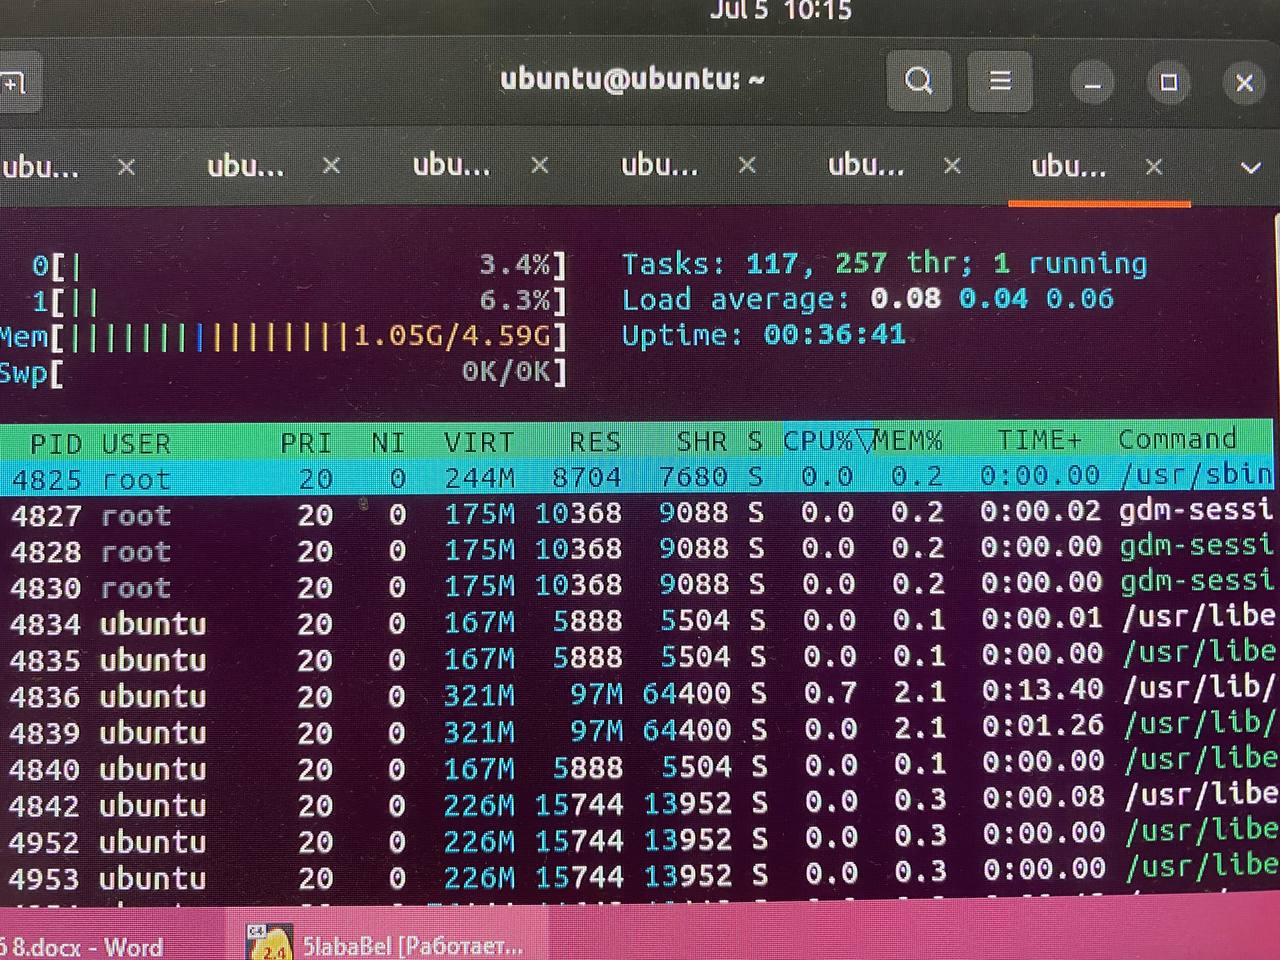 Jul 5 10:15
ubuntu@ubuntu: ~
ubu... × ubu... × ubu... × ubu... × ubu... × ubu... ×
0[| 3.4%] Tasks: 117, 257 thr; 1 running
1[|| 6.3%] Load average: 0.08 0.04 0.06
Mem[||||||||||||||||1.05G/4.59G] Uptime: 00:36:41
Swp[ 0K/0K]
PID USER PRI NI VIRT RES SHR S CPU%▽MEM% TIME+ Command
4825 root 20 0 244M 8704 7680 S 0.0 0.2 0:00.00 /usr/sbin
4827 root 20 0 175M 10368 9088 S 0.0 0.2 0:00.02 gdm-sessi
4828 root 20 0 175M 10368 9088 S 0.0 0.2 0:00.00 gdm-sessi
4830 root 20 0 175M 10368 9088 S 0.0 0.2 0:00.00 gdm-sessi
4834 ubuntu 20 0 167M 5888 5504 S 0.0 0.1 0:00.01 /usr/libe
4835 ubuntu 20 0 167M 5888 5504 S 0.0 0.1 0:00.00 /usr/libe
4836 ubuntu 20 0 321M 97M 64400 S 0.7 2.1 0:13.40 /usr/lib/
4839 ubuntu 20 0 321M 97M 64400 S 0.0 2.1 0:01.26 /usr/lib/
4840 ubuntu 20 0 167M 5888 5504 S 0.0 0.1 0:00.00 /usr/libe
4842 ubuntu 20 0 226M 15744 13952 S 0.0 0.3 0:00.08 /usr/libe
4952 ubuntu 20 0 226M 15744 13952 S 0.0 0.3 0:00.00 /usr/libe
4953 ubuntu 20 0 226M 15744 13952 S 0.0 0.3 0:00.00 /usr/libe
8.docx - Word 2.4 5labaBel [Работает...